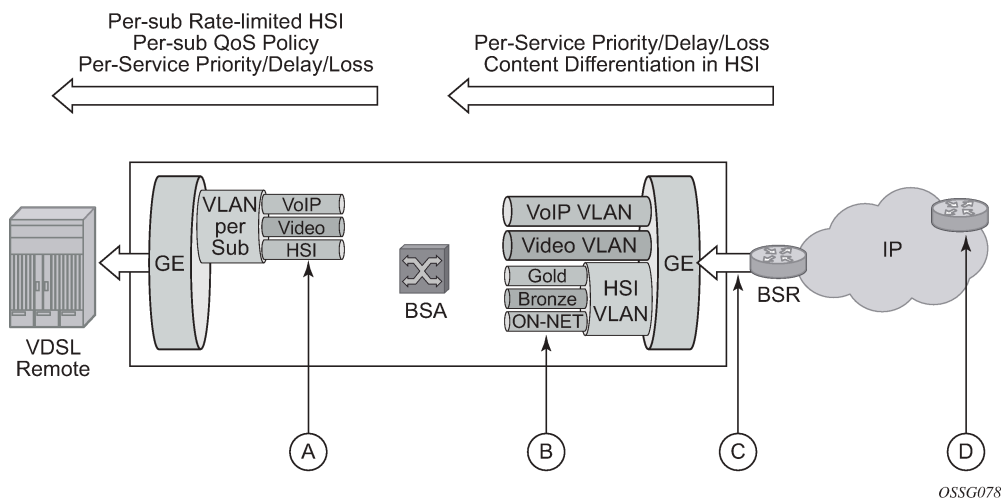 Per-sub Rate-limited HSI
Per-sub QoS Policy
Per-Service Priority/Delay/Loss
Per-Service Priority/Delay/Loss
Content Differentiation in HSI
VLAN
per
Sub
VoIP
Video
HSI
GE
VoIP VLAN
Video VLAN
Gold
Bronze
ON-NET
HSI
VLAN
GE
IP
BSA
BSR
VDSL
Remote
A
B
C
D
OSSG078